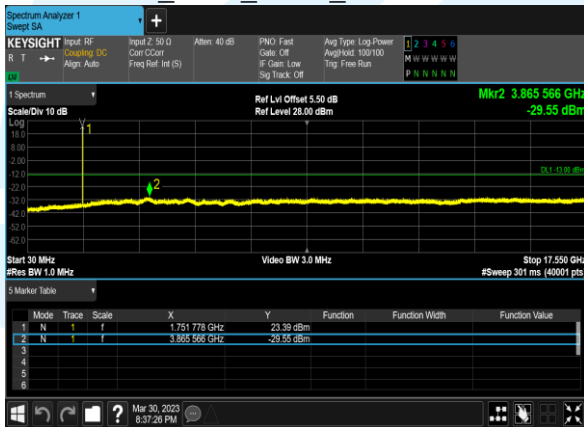 Spectrum Analyzer 1
Swept SA
+
KEYSIGHT Input: RF Input Z: 50 Ω Atten: 40 dB PNO: Fast Avg Type: Log-Power 1 2 3 4 5 6
R T Coupling: DC Corr CCorr Gate: Off Avg|Hold: 100/100 M W W W W W
Align: Auto Freq Ref: Int (S) IF Gain: Low Trig: Free Run
Sig Track: Off P N N N N N
1 Spectrum Ref Lvl Offset 5.50 dB Mkr2 3.865 566 GHz
Scale/Div 10 dB Ref Level 28.00 dBm -29.55 dBm
Log
1
18.0
8.00
-2.00
DL1 -13.00 dBm
-12.0
2
-22.0
-32.0
-42.0
-52.0
-62.0
Start 30 MHz Video BW 3.0 MHz Stop 17.550 GHz
#Res BW 1.0 MHz #Sweep 301 ms (40001 pts
5 Marker Table
Mode Trace Scale X Y Function Function Width Function Value
1 N 1 f 1.751 778 GHz 23.39 dBm
2 N 1 f 3.865 566 GHz -29.55 dBm
3
4
5
6
? Mar 30, 2023
8:37:26 PM